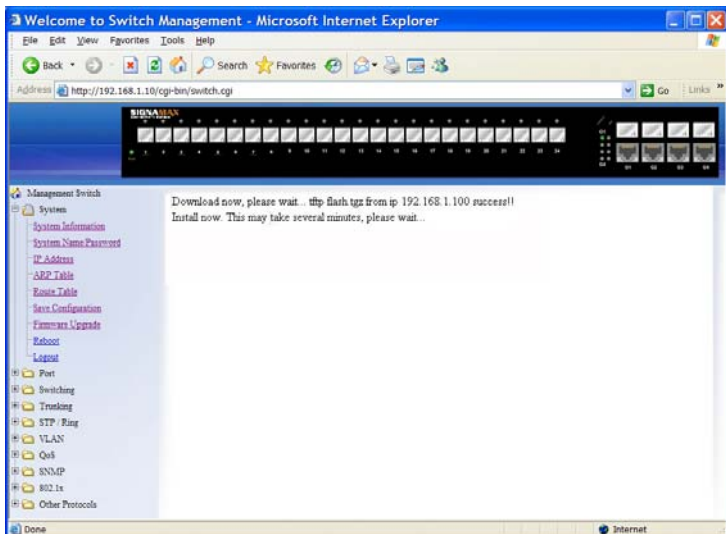 Welcome to Switch Management - Microsoft Internet Explorer
File Edit View Favorites Tools Help
Back Search Favorites
Address http://192.168.1.10/cgi-bin/switch.cgi Go Links »
SIGNAMAX
Management Switch
System
System Information
System Name/Password
IP Address
ARP Table
Route Table
Save Configuration
Firmware Upgrade
Reboot
Logout
Port
Switching
Trunking
STP / Ring
VLAN
QoS
SNMP
802.1x
Other Protocols
Download now, please wait... tftp flash.tgz from ip 192.168.1.100 success!!
Install now. This may take several minutes, please wait...
Done Internet